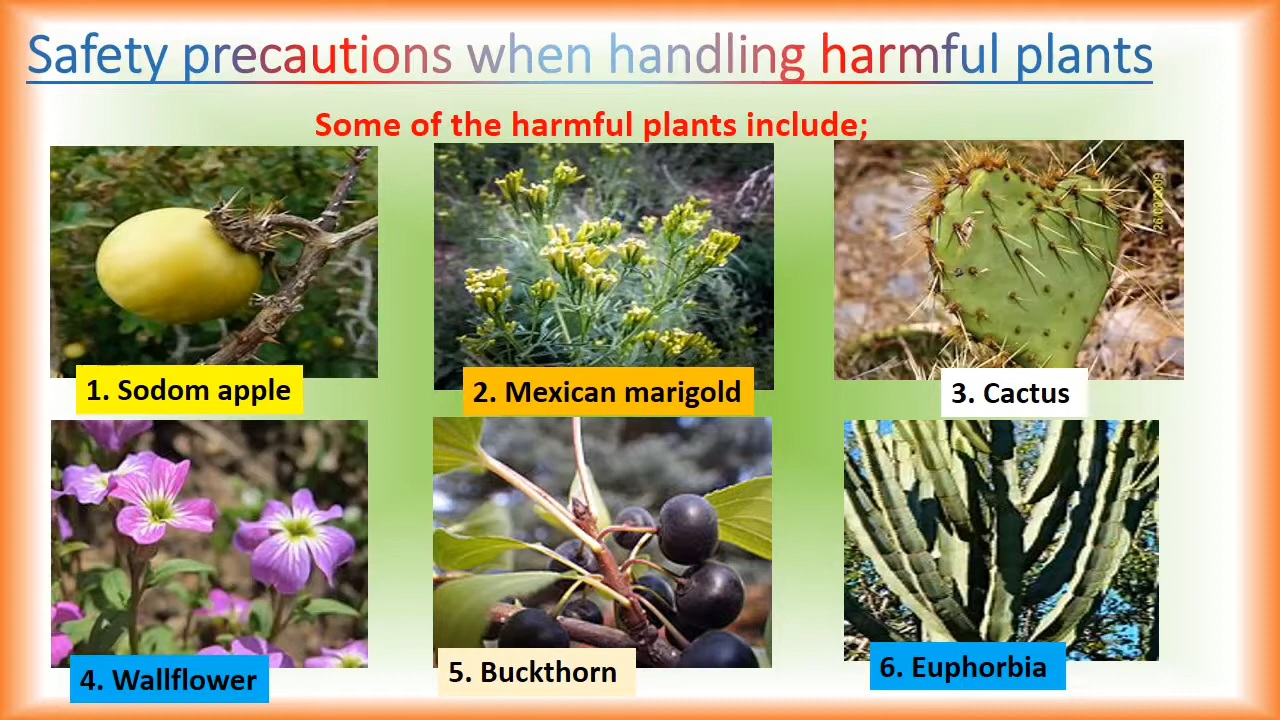 Safety precautions when handling harmful plants
Some of the harmful plants include;
1. Sodom apple
2. Mexican marigold
3. Cactus
4. Wallflower
5. Buckthorn
6. Euphorbia